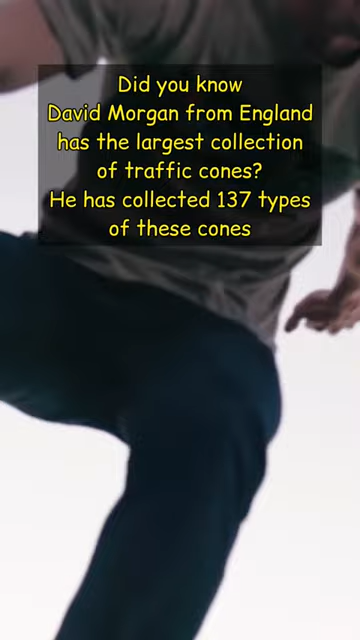 Did you know
David Morgan from England
has the largest collection
of traffic cones?
He has collected 137 types
of these cones